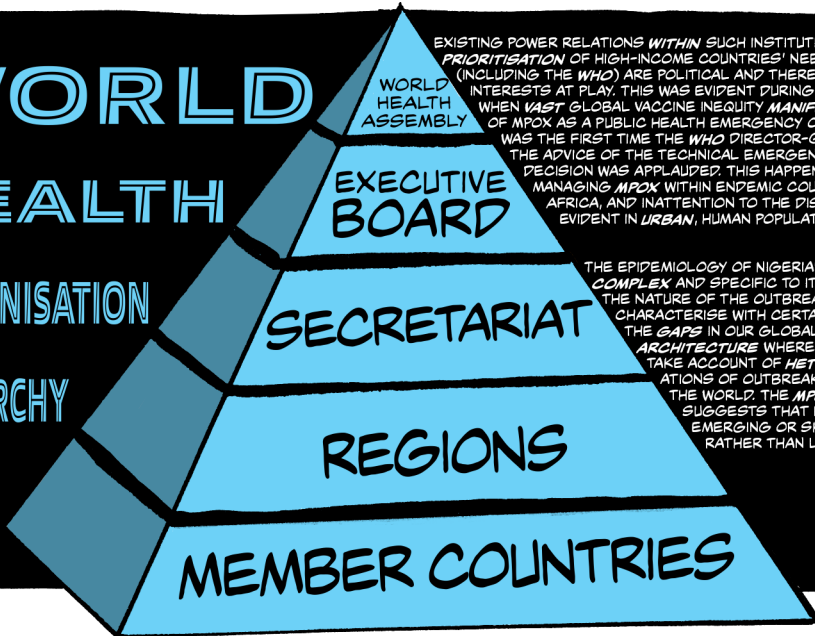 WORLD
HEALTH
NISATION
RCHY
WORLD
HEALTH
ASSEMBLY
EXECUTIVE
BOARD
SECRETARIAT
REGIONS
MEMBER COUNTRIES
EXISTING POWER RELATIONS WITHIN SUCH INSTITUTI
PRIORITISATION OF HIGH-INCOME COUNTRIES' NEE
(INCLUDING THE WHO) ARE POLITICAL AND THERE
INTERESTS AT PLAY. THIS WAS EVIDENT DURING
WHEN VAST GLOBAL VACCINE INEQUITY MANIF
OF MPOX AS A PUBLIC HEALTH EMERGENCY O
WAS THE FIRST TIME THE WHO DIRECTOR-G
THE ADVICE OF THE TECHNICAL EMERGEN
DECISION WAS APPLAUDED. THIS HAPPEN
MANAGING MPOX WITHIN ENDEMIC COU
AFRICA, AND INATTENTION TO THE DIS
EVIDENT IN URBAN, HUMAN POPULAT
THE EPIDEMIOLOGY OF NIGERIA
COMPLEX AND SPECIFIC TO IT
THE NATURE OF THE OUTBREA
CHARACTERISE WITH CERTA
THE GAPS IN OUR GLOBAL
ARCHITECTURE WHERE
TAKE ACCOUNT OF HET
ATIONS OF OUTBREAK
THE WORLD. THE MP
SUGGESTS THAT
EMERGING OR S
RATHER THAN L